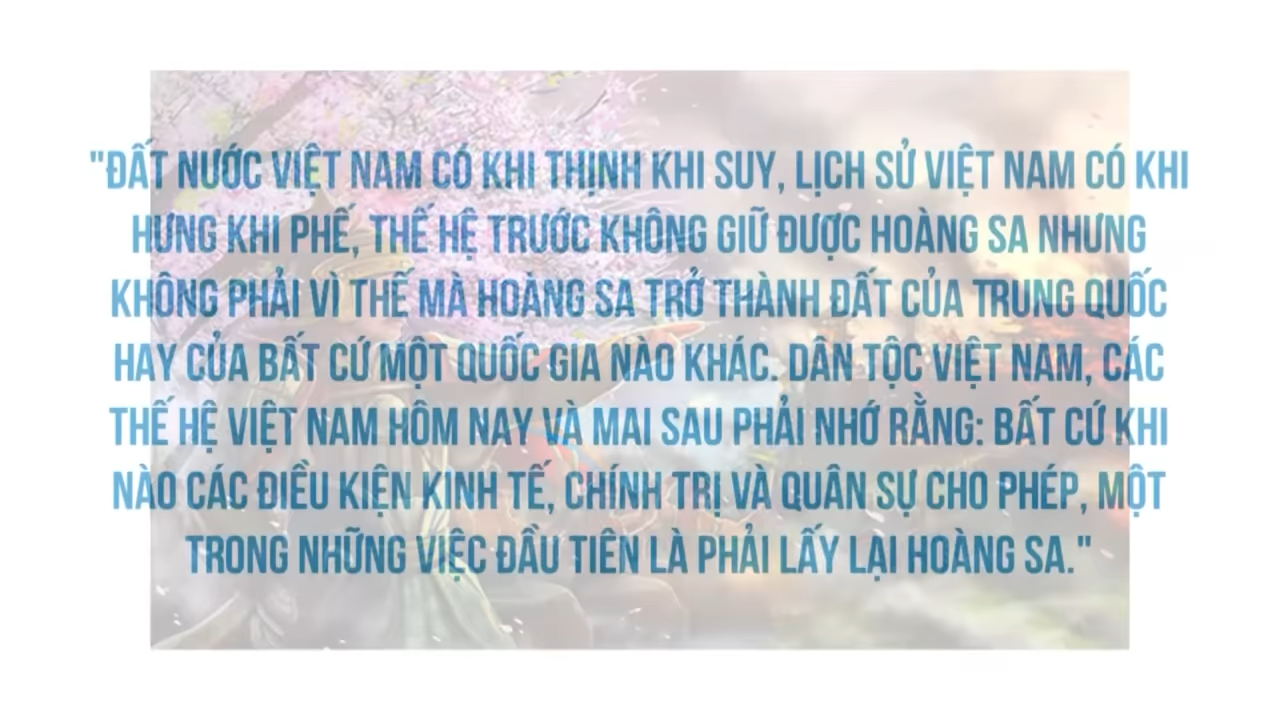 "ĐẤT NƯỚC VIỆT NAM CÓ KHI THỊNH KHI SUY, LỊCH SỬ VIỆT NAM CÓ KHI
HƯNG KHI PHẾ, THẾ HỆ TRƯỚC KHÔNG GIỮ ĐƯỢC HOÀNG SA NHƯNG
KHÔNG PHẢI VÌ THẾ MÀ HOÀNG SA TRỞ THÀNH ĐẤT CỦA TRUNG QUỐC
HAY CỦA BẤT CỨ MỘT QUỐC GIA NÀO KHÁC. DÂN TỘC VIỆT NAM, CÁC
THẾ HỆ VIỆT NAM HÔM NAY VÀ MAI SAU PHẢI NHỚ RẰNG: BẤT CỨ KHI
NÀO CÁC ĐIỀU KIỆN KINH TẾ, CHÍNH TRỊ VÀ QUÂN SỰ CHO PHÉP, MỘT
TRONG NHỮNG VIỆC ĐẦU TIÊN LÀ PHẢI LẤY LẠI HOÀNG SA."